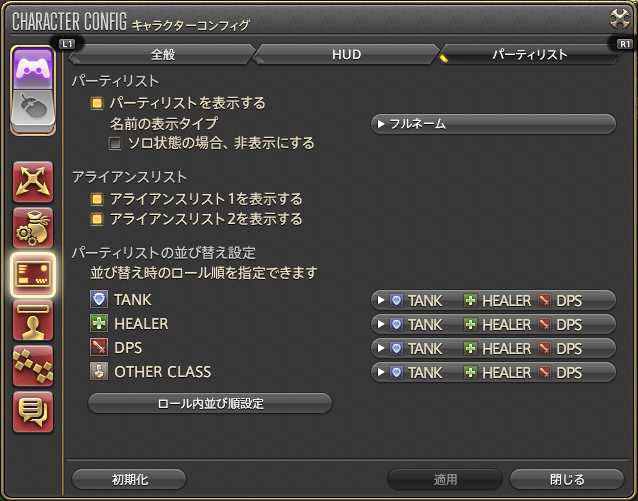 CHARACTER CONFIG キャラクターコンフィグ
L1 全般 HUD パーティリスト R1
パーティリスト
パーティリストを表示する
名前の表示タイプ フルネーム
ソロ状態の場合、非表示にする
アライアンスリスト
アライアンスリスト1を表示する
アライアンスリスト2を表示する
パーティリストの並び替え設定
並び替え時のロール順を指定できます
TANK TANK HEALER DPS
HEALER TANK HEALER DPS
DPS TANK HEALER DPS
OTHER CLASS TANK HEALER DPS
ロール内並び順設定
初期化 適用 閉じる